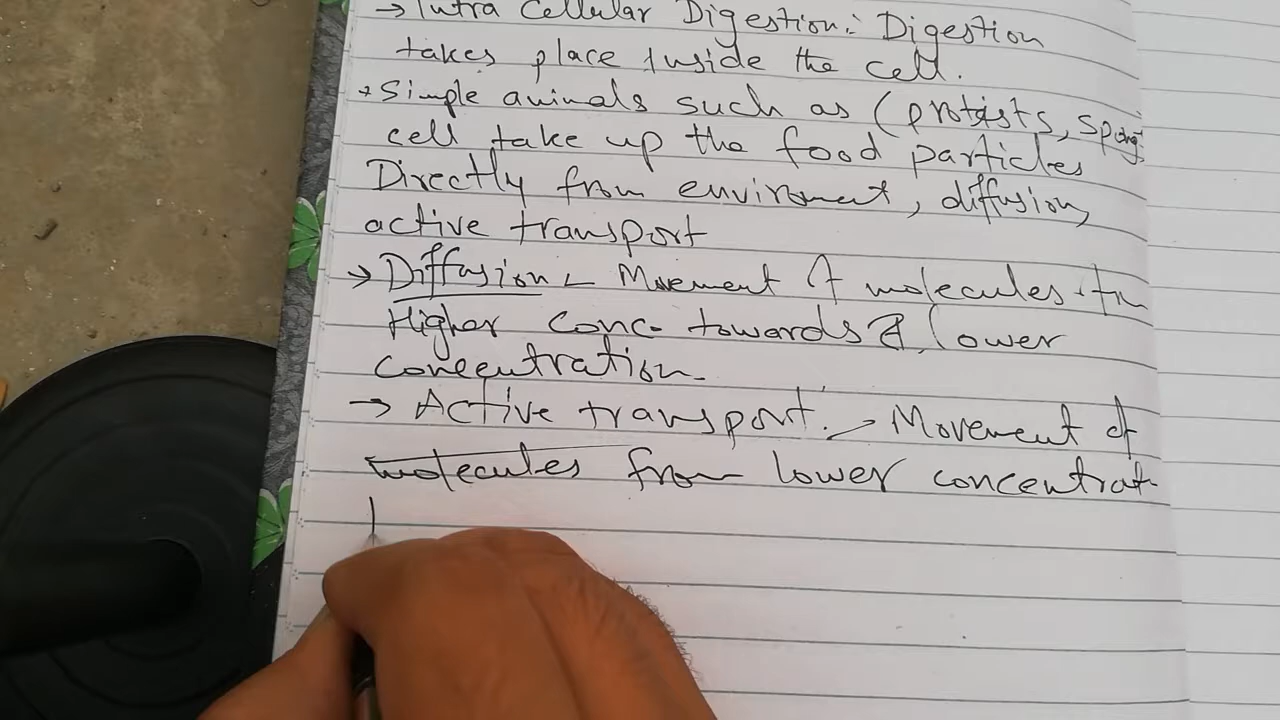 → Intra Cellular Digestion: Digestion
takes place Inside the cell.
→ Simple animals such as (protists, Spong
cell take up the food particles
Directly from enviroment, diffusion,
active transport
→ Diffusion - Movement of molecules
Higher conc- towards lower
concentration.
→ Active transport. → Movement of
molecules from lower concentrat-